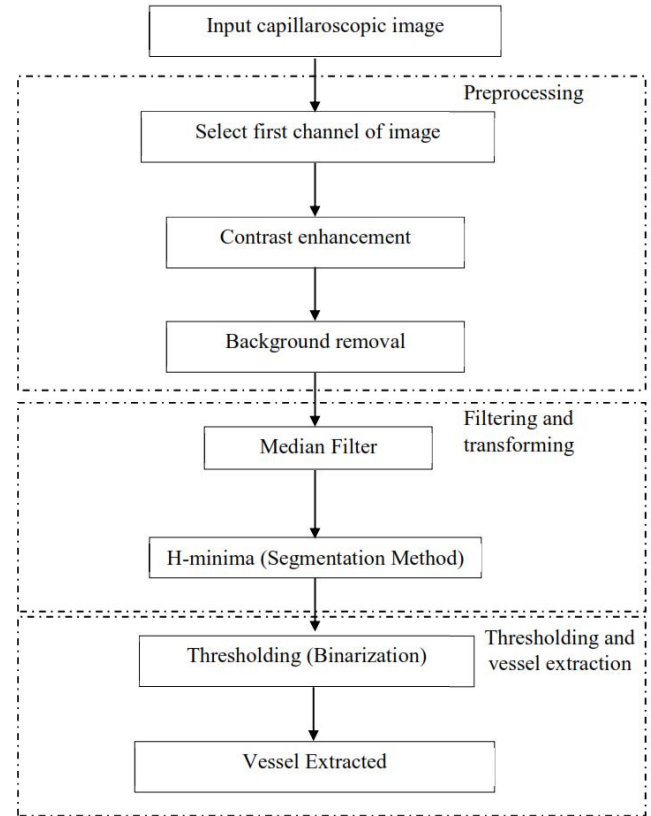 Input capillaroscopic image
Preprocessing
Select first channel of image
Contrast enhancement
Background removal
Filtering and
transforming
Median Filter
H-minima (Segmentation Method)
Thresholding and
vessel extraction
Thresholding (Binarization)
Vessel Extracted